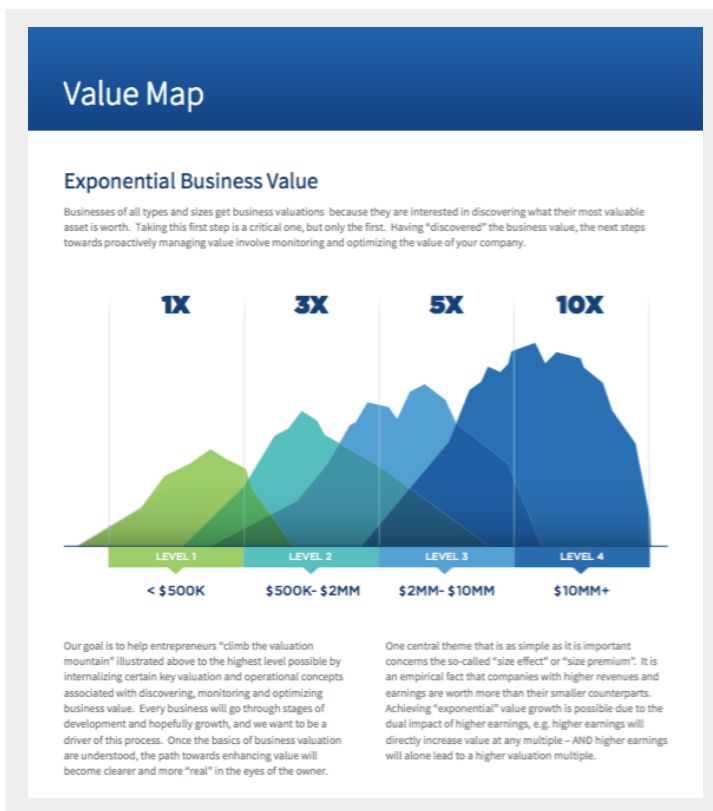 Value Map
Exponential Business Value
Businesses of all types and sizes get business valuations because they are interested in discovering what their most valuable
asset is worth. Taking this first step is a critical one, but only the first. Having “discovered” the business value, the next steps
towards proactively managing value involve monitoring and optimizing the value of your company.
1X 3X 5X 10X
LEVEL 1 LEVEL 2 LEVEL 3 LEVEL 4
< $500K $500K- $2MM $2MM- $10MM $10MM+
Our goal is to help entrepreneurs “climb the valuation
mountain” illustrated above to the highest level possible by
internalizing certain key valuation and operational concepts
associated with discovering, monitoring and optimizing
business value. Every business will go through stages of
development and hopefully growth, and we want to be a
driver of this process. Once the basics of business valuation
are understood, the path towards enhancing value will
become clearer and more “real” in the eyes of the owner.
One central theme that is as simple as it is important
concerns the so-called “size effect” or “size premium”. It is
an empirical fact that companies with higher revenues and
earnings are worth more than their smaller counterparts.
Achieving “exponential” value growth is possible due to the
dual impact of higher earnings, e.g. higher earnings will
directly increase value at any multiple – AND higher earnings
will alone lead to a higher valuation multiple.